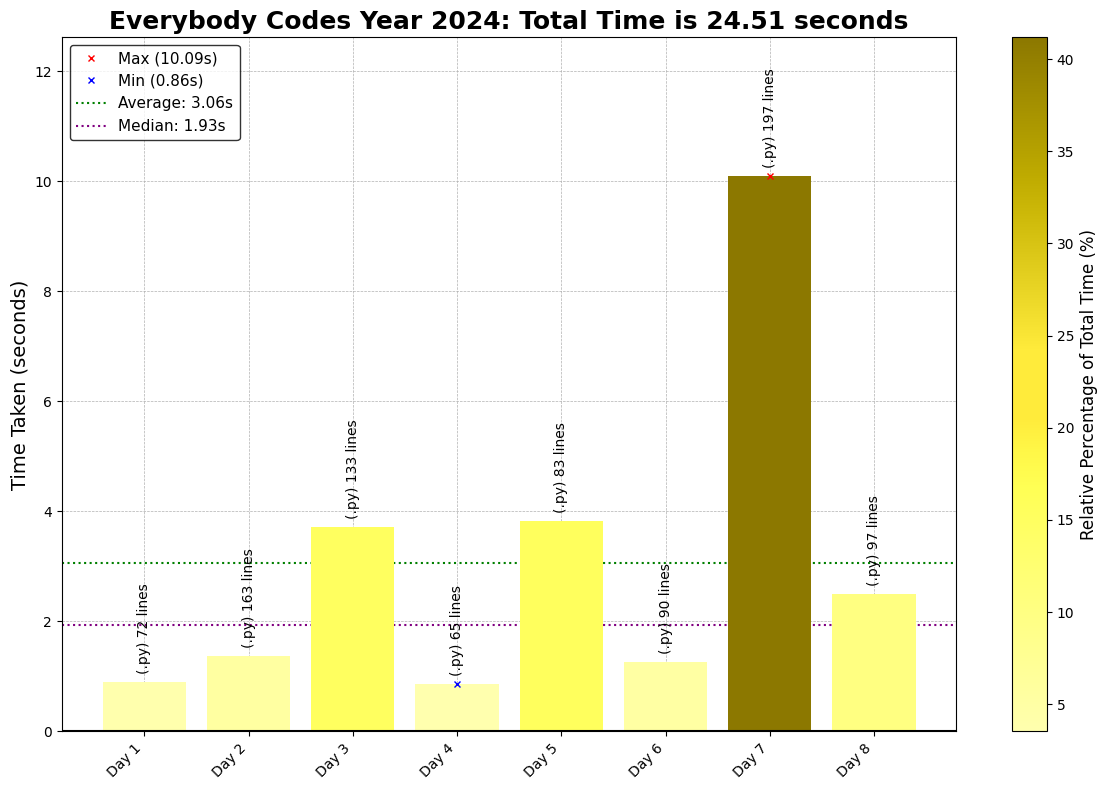 Everybody Codes Year 2024: Total Time is 24.51 seconds
Max (10.09s)
Min (0.86s)
Average: 3.06s
Median: 1.93s
Time Taken (seconds)
12
10
8
6
4
2
0
(.py) 72 lines
(.py) 163 lines
(.py) 133 lines
(.py) 65 lines
(.py) 83 lines
(.py) 90 lines
(.py) 197 lines
(.py) 97 lines
Day 1
Day 2
Day 3
Day 4
Day 5
Day 6
Day 7
Day 8
40
35
30
25
20
15
10
5
Relative Percentage of Total Time (%)